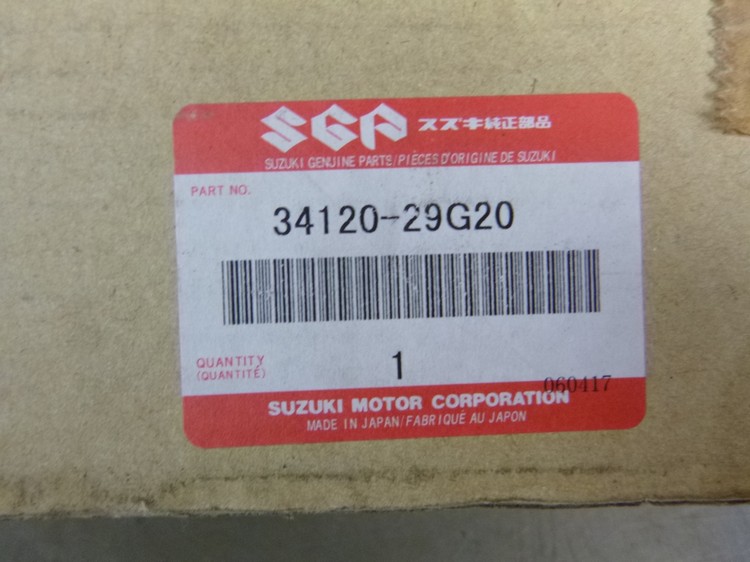 SGP スズキ純正部品
SUZUKI GENUINE PARTS/PIÈCES D'ORIGINE DE SUZUKI
PART NO.
34120-29G20
QUANTITY
(QUANTITÉ)
1
060417
SUZUKI MOTOR CORPORATION
MADE IN JAPAN/FABRIQUÉ AU JAPON